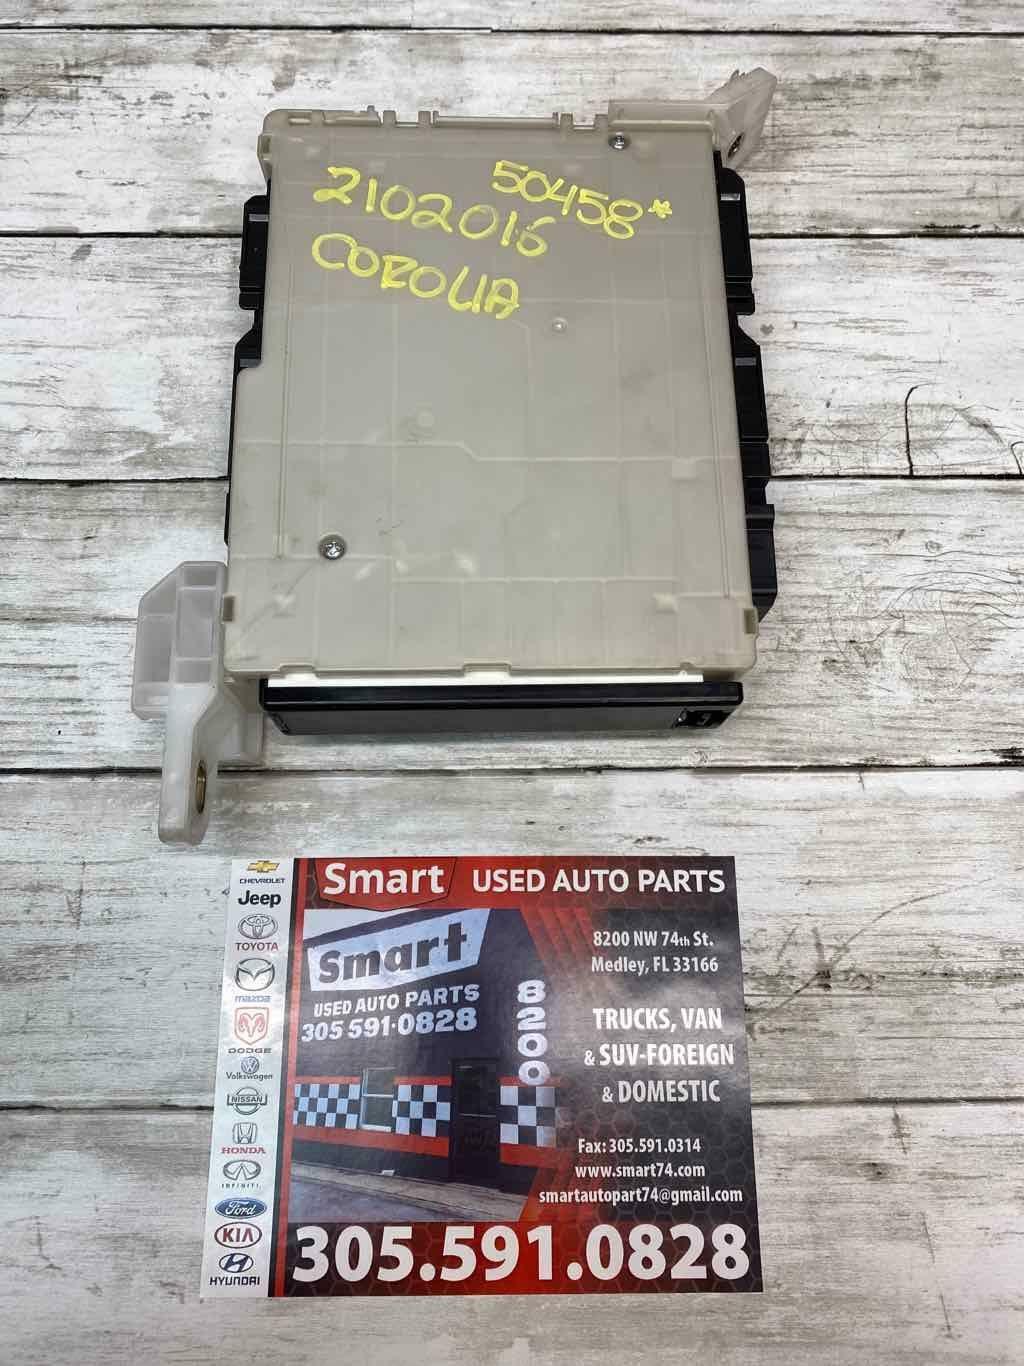 50458*
2102016
COROLLA
Smart USED AUTO PARTS
CHEVROLET
Jeep
TOYOTA
mazda
DODGE
Volkswagen
NISSAN
HONDA
INFINITI
Ford
KIA
HYUNDAI
Smart
USED AUTO PARTS
305 591·0828
8200
8200 NW 74th St.
Medley, FL 33166
TRUCKS, VAN
& SUV-FOREIGN
& DOMESTIC
Fax: 305.591.0314
www.smart74.com
smartautopart74@gmail.com
305.591.0828